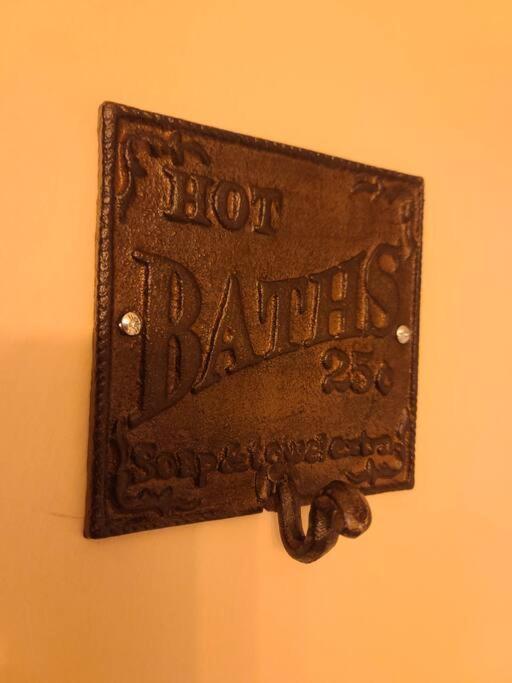 HOT
BATHS
25¢
Soap & towel extra